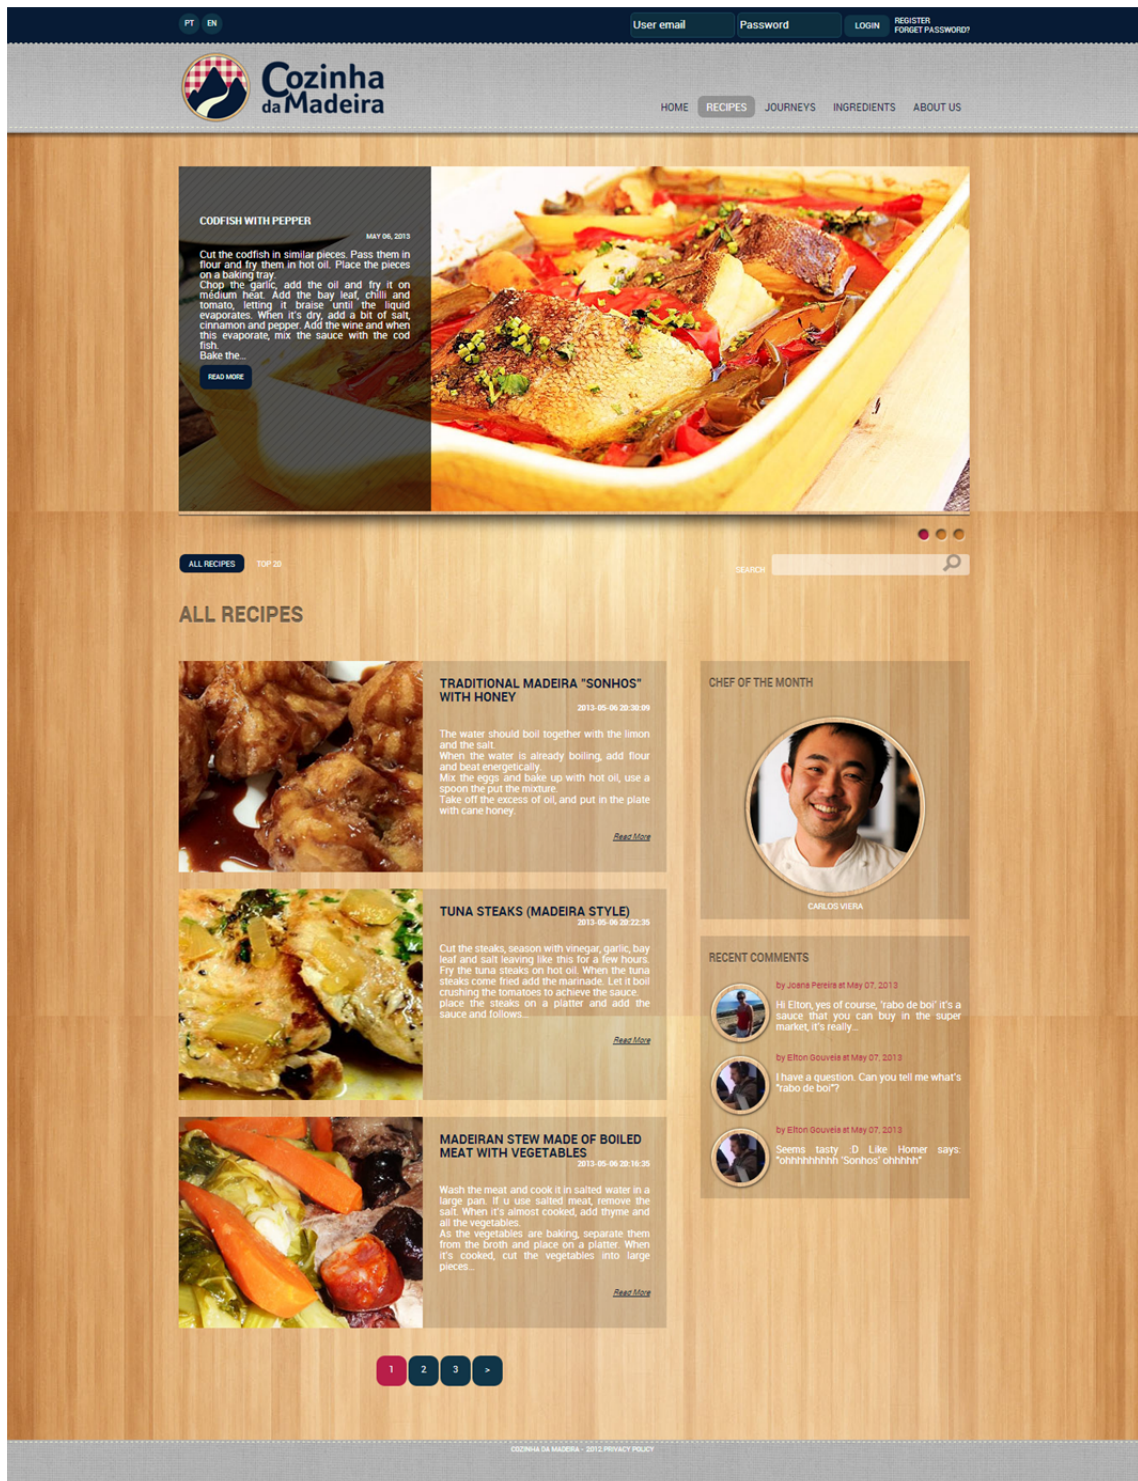 PT EN
User email Password LOGIN REGISTER
FORGET PASSWORD?
Cozinha
da Madeira
HOME RECIPES JOURNEYS INGREDIENTS ABOUT US
CODFISH WITH PEPPER
MAY 06, 2013
Cut the codfish in similar pieces. Pass them in
flour and fry them in hot oil. Place the pieces
on a baking tray.
Chop the garlic, add the oil and fry it on
medium heat. Add the bay leaf, chilli and
tomato, letting it braise until the liquid
evaporates. When it's dry, add a bit of salt,
cinnamon and pepper. Add the wine and when
this evaporate, mix the sauce with the cod
fish.
Bake the...
READ MORE
ALL RECIPES TOP 20
SEARCH
ALL RECIPES
TRADITIONAL MADEIRA "SONHOS"
WITH HONEY
2013-05-06 20:30:09
The water should boil together with the limon
and the salt.
When the water is already boiling, add flour
and beat energetically.
Mix the eggs and bake up with hot oil, use a
spoon the put the mixture.
Take off the excess of oil, and put in the plate
with cane honey.
Read More
TUNA STEAKS (MADEIRA STYLE)
2013-05-06 20:22:35
Cut the steaks, season with vinegar, garlic, bay
leaf and salt leaving like this for a few hours.
Fry the tuna steaks on hot oil. When the tuna
steaks come fried add the marinade. Let it boil
crushing the tomatoes to achieve the sauce.
place the steaks on a platter and add the
sauce and follows...
Read More
MADEIRAN STEW MADE OF BOILED
MEAT WITH VEGETABLES
2013-05-06 20:16:35
Wash the meat and cook it in salted water in a
large pan. If u use salted meat, remove the
salt. When it's almost cooked, add thyme and
all the vegetables.
As the vegetables are baking, separate them
from the broth and place on a platter. When
it's cooked, cut the vegetables into large
pieces...
Read More
1 2 3 >
CHEF OF THE MONTH
CARLOS VIERA
RECENT COMMENTS
by Joana Pereira at May 07, 2013
Hi Elton, yes of course, 'rabo de boi' it's a
sauce that you can buy in the super
market, it's really...
by Elton Gouveia at May 07, 2013
I have a question. Can you tell me what's
"rabo de boi"?
by Elton Gouveia at May 07, 2013
Seems tasty :D Like Homer says:
"ohhhhhhhhh 'Sonhos' ohhhhh"
COZINHA DA MADEIRA - 2012 PRIVACY POLICY